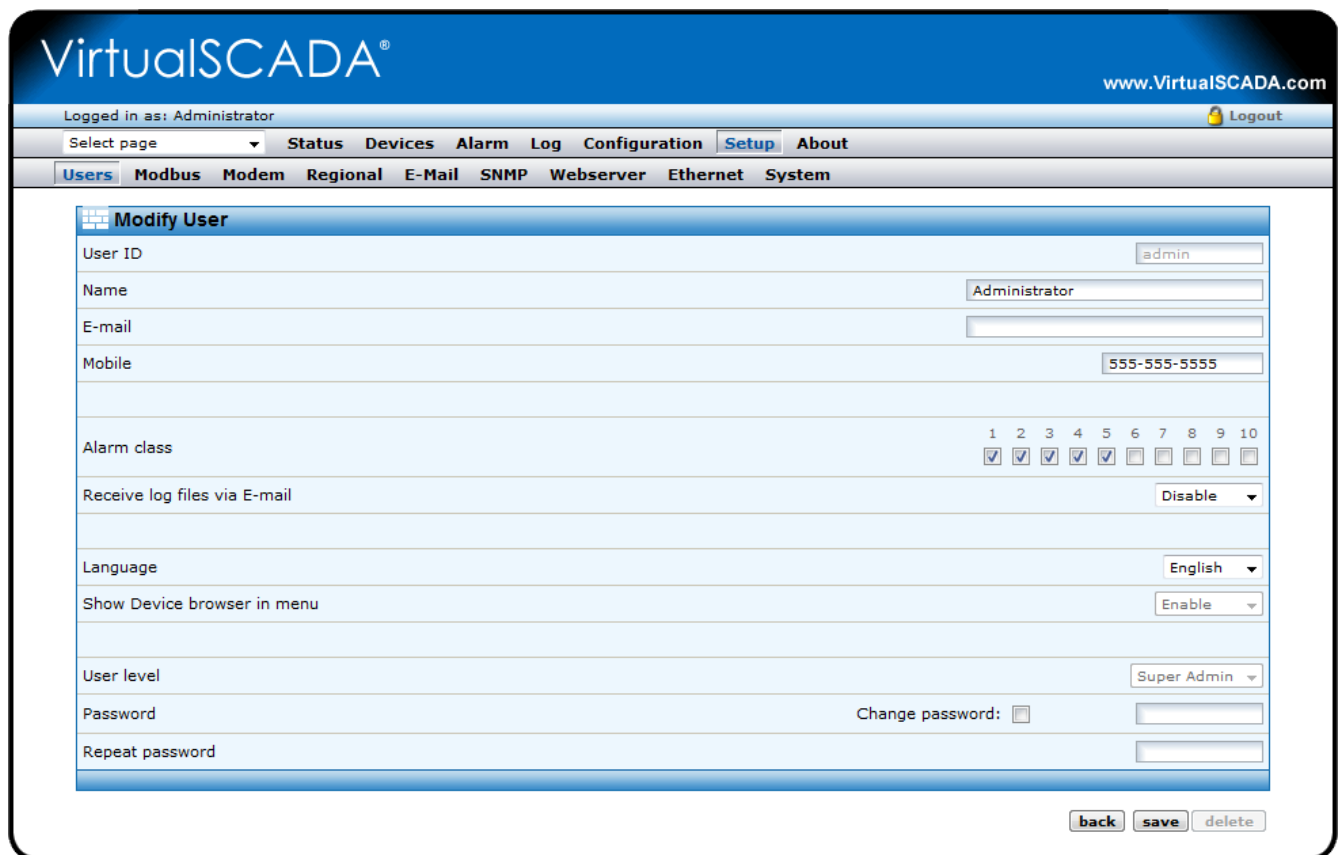 VirtualSCADA®
www.VirtualSCADA.com
Logged in as: Administrator
Logout
Select page Status Devices Alarm Log Configuration Setup About
Users Modbus Modem Regional E-Mail SNMP Webserver Ethernet System
Modify User
User ID admin
Name Administrator
E-mail
Mobile 555-555-5555
1 2 3 4 5 6 7 8 9 10
Alarm class
Receive log files via E-mail Disable
Language English
Show Device browser in menu Enable
User level Super Admin
Password Change password:
Repeat password
back save delete